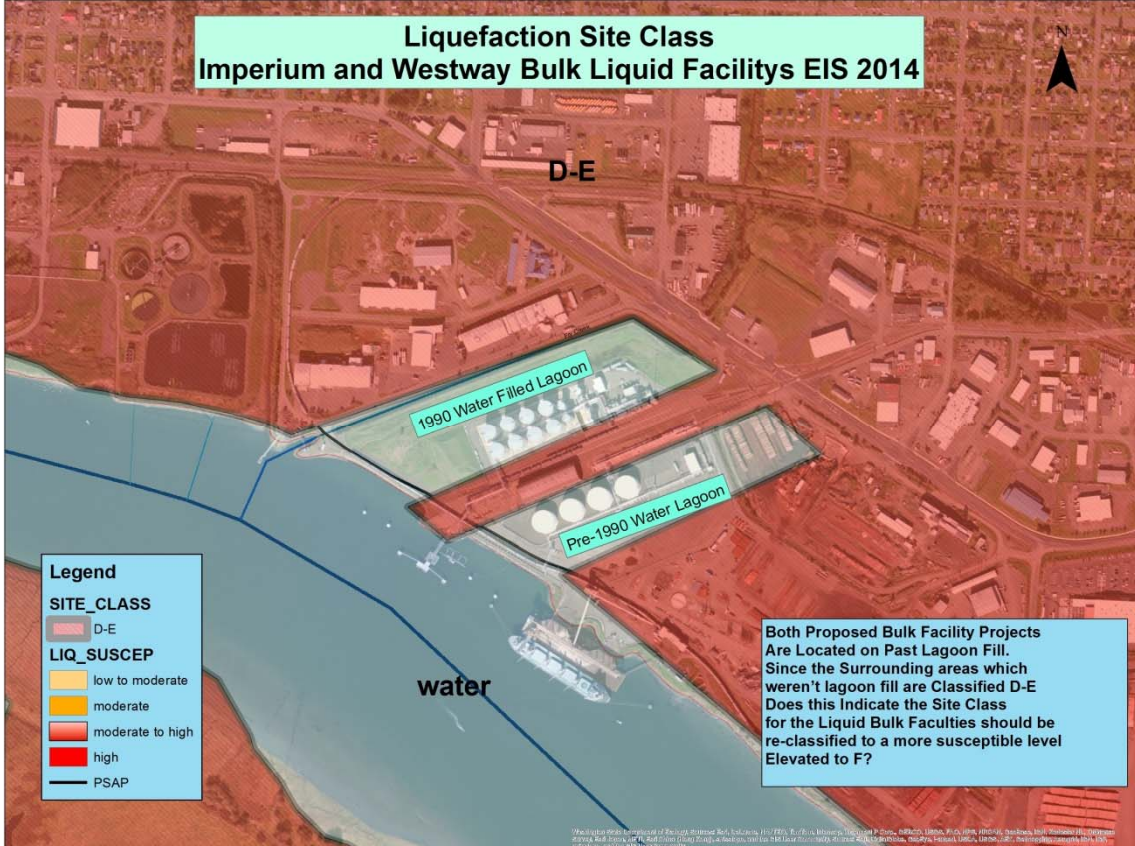 Liquefaction Site Class
Imperium and Westway Bulk Liquid Facilitys EIS 2014
N
D-E
1990 Water Filled Lagoon
Pre-1990 Water Lagoon
water
Legend
SITE_CLASS
D-E
LIQ_SUSCEP
low to moderate
moderate
moderate to high
high
PSAP
Both Proposed Bulk Facility Projects
Are Located on Past Lagoon Fill.
Since the Surrounding areas which
weren't lagoon fill are Classified D-E
Does this Indicate the Site Class
for the Liquid Bulk Faculties should be
re-classified to a more susceptible level
Elevated to F?